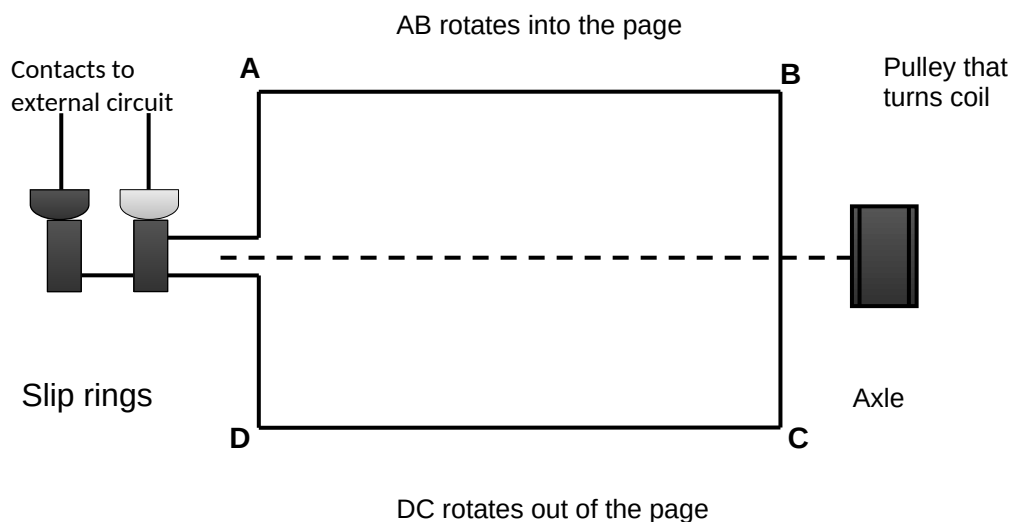 AB rotates into the page
Contacts to
external circuit
A
B
Pulley that
turns coil
Slip rings
Axle
D
C
DC rotates out of the page